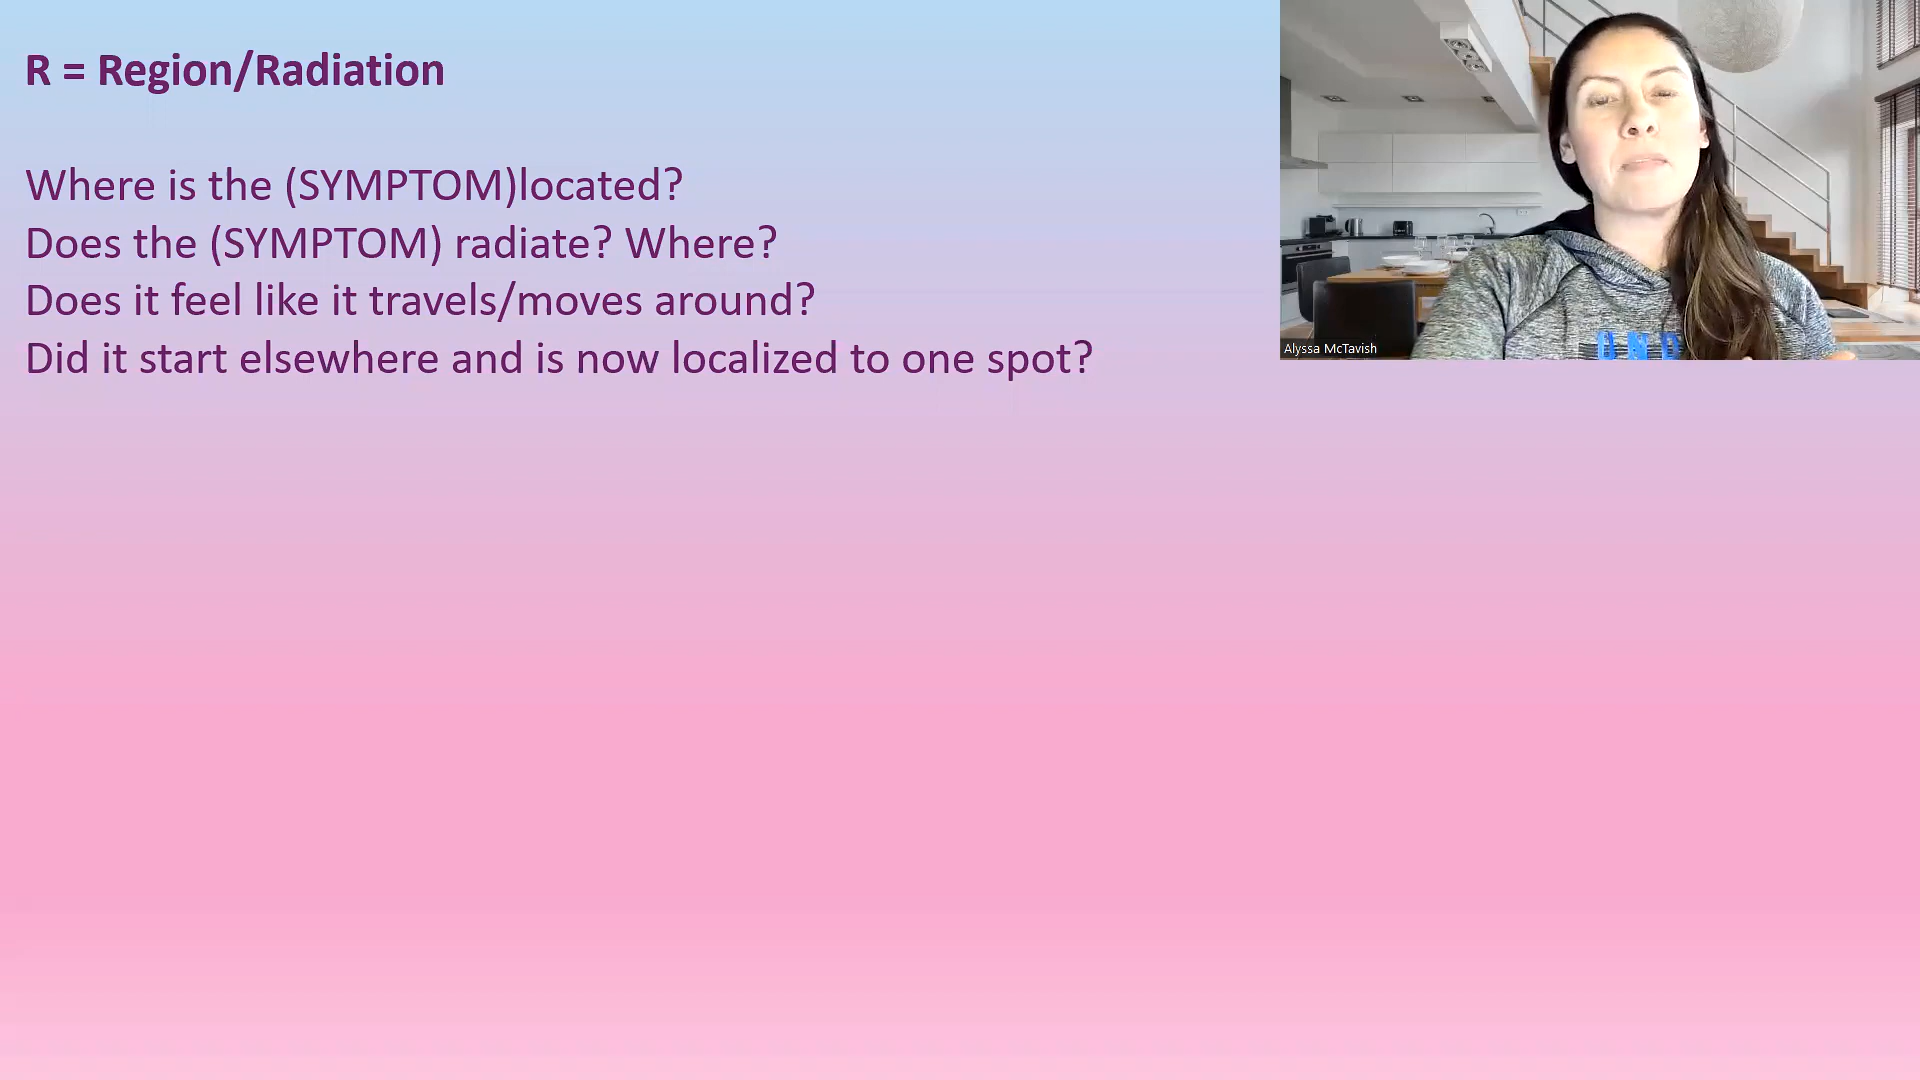 R = Region/Radiation
Where is the (SYMPTOM)located?
Does the (SYMPTOM) radiate? Where?
Does it feel like it travels/moves around?
Did it start elsewhere and is now localized to one spot?
Alyssa McTavish